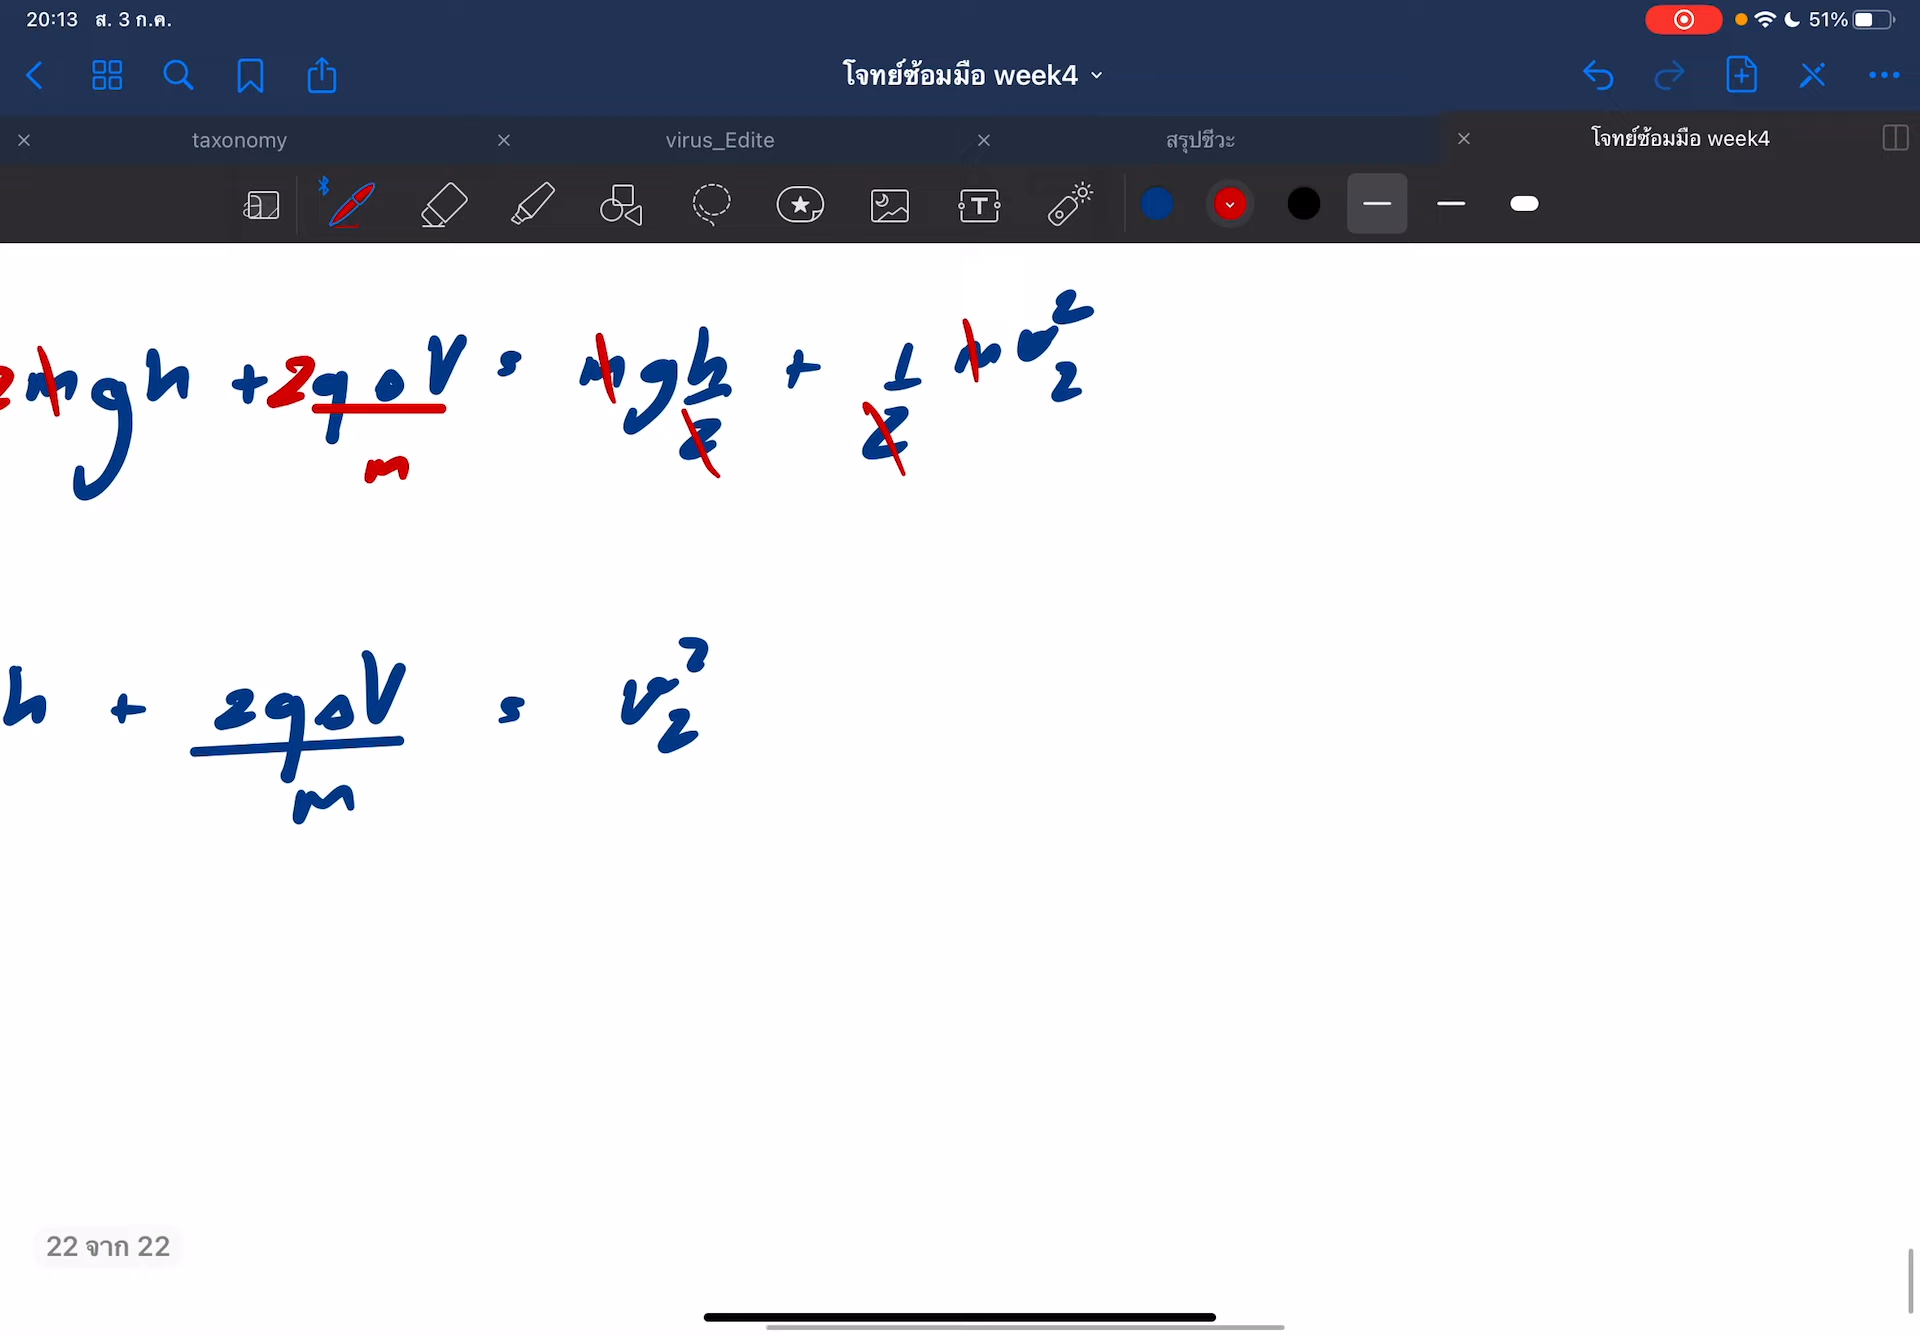 20:13 ส. 3 ก.ค. 51%
โจทย์ซ้อมมือ week4
taxonomy virus_Edite สรุปชีวะ โจทย์ซ้อมมือ week4
2mgh + 2qΔV/m = mgh/2 + 1/2 mv₂²
h + 2qΔV/m = v₂²
22 จาก 22